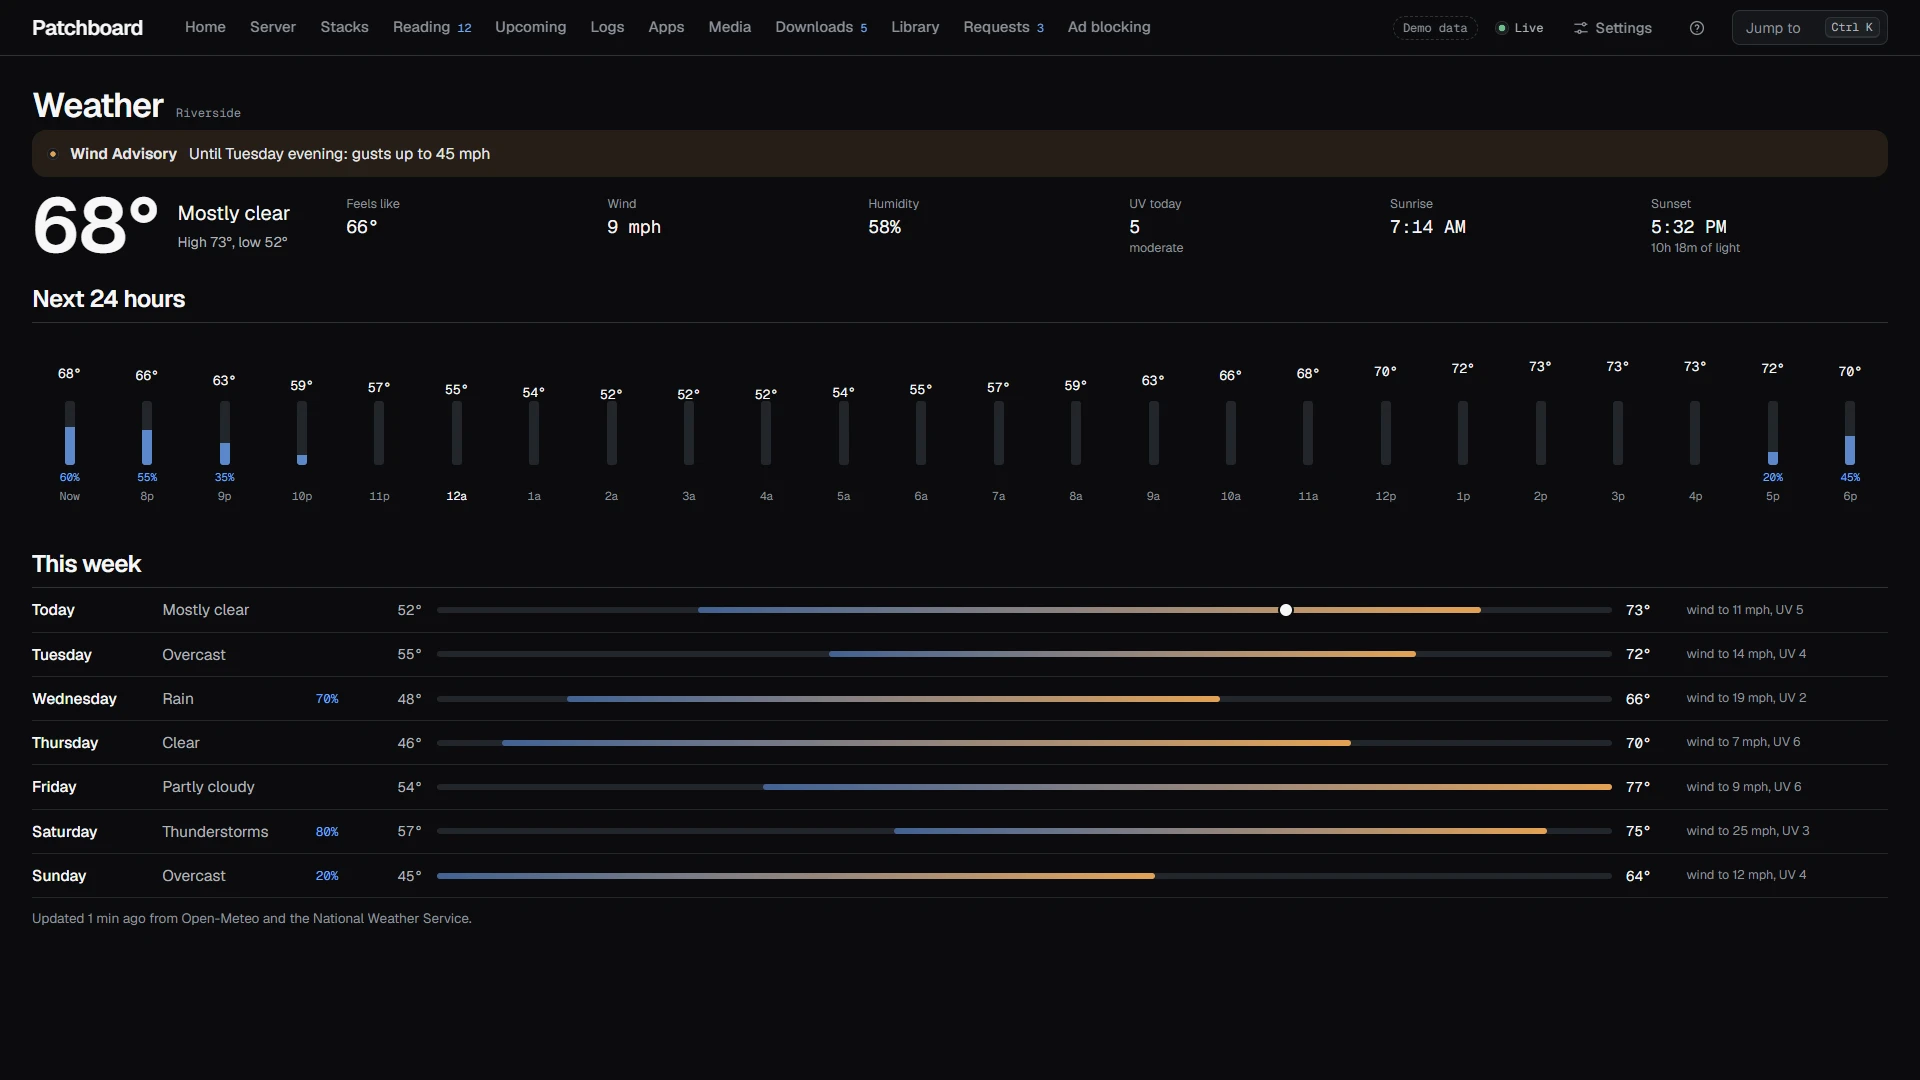 Patchboard Home Server Stacks Reading 12 Upcoming Logs Apps Media Downloads 5 Library Requests 3 Ad blocking Demo data Live Settings Jump to Ctrl K
Weather Riverside
Wind Advisory Until Tuesday evening: gusts up to 45 mph
68° Mostly clear
High 73°, low 52°
Feels like
66°
Wind
9 mph
Humidity
58%
UV today
5
moderate
Sunrise
7:14 AM
Sunset
5:32 PM
10h 18m of light
Next 24 hours
68° 66° 63° 59° 57° 55° 54° 52° 52° 52° 54° 55° 57° 59° 63° 66° 68° 70° 72° 73° 73° 73° 72° 70°
60% 55% 35% 20% 45%
Now 8p 9p 10p 11p 12a 1a 2a 3a 4a 5a 6a 7a 8a 9a 10a 11a 12p 1p 2p 3p 4p 5p 6p
This week
Today Mostly clear 52° 73° wind to 11 mph, UV 5
Tuesday Overcast 55° 72° wind to 14 mph, UV 4
Wednesday Rain 70% 48° 66° wind to 19 mph, UV 2
Thursday Clear 46° 70° wind to 7 mph, UV 6
Friday Partly cloudy 54° 77° wind to 9 mph, UV 6
Saturday Thunderstorms 80% 57° 75° wind to 25 mph, UV 3
Sunday Overcast 20% 45° 64° wind to 12 mph, UV 4
Updated 1 min ago from Open-Meteo and the National Weather Service.